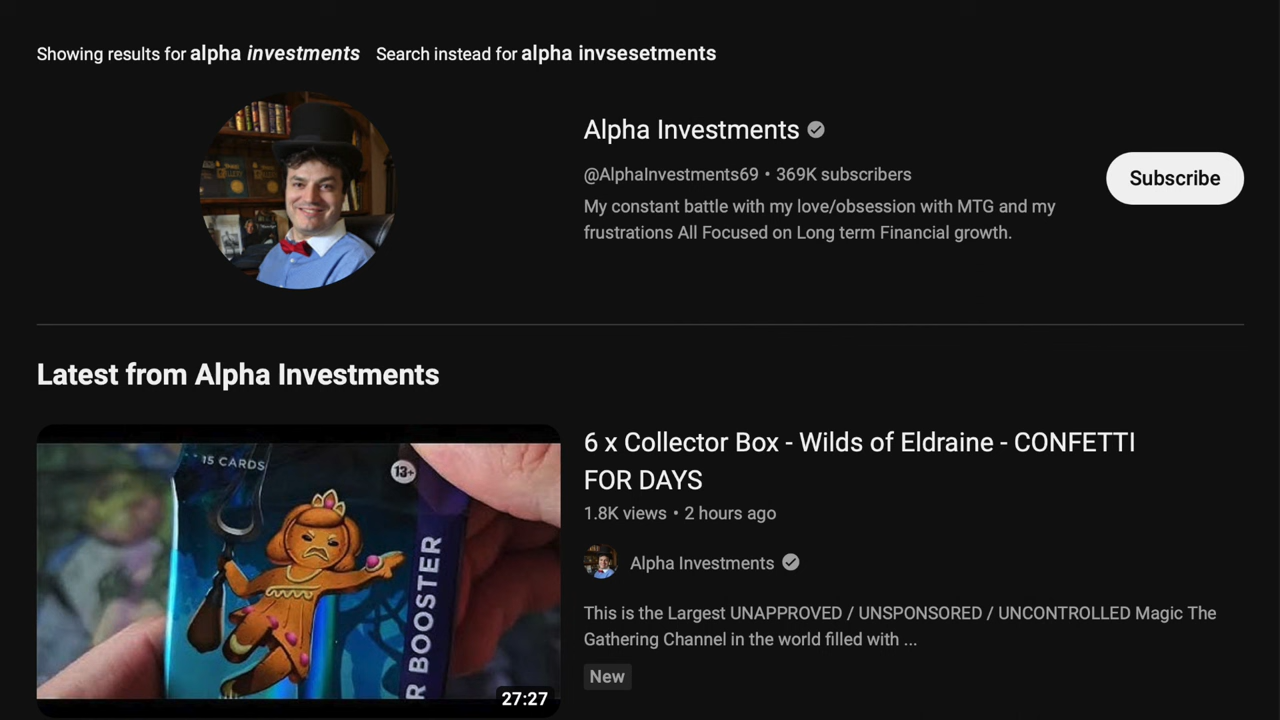 Showing results for alpha investments Search instead for alpha invsesetments
Alpha Investments
@AlphaInvestments69 • 369K subscribers
Subscribe
My constant battle with my love/obsession with MTG and my
frustrations All Focused on Long term Financial growth.
Latest from Alpha Investments
15 CARDS
13+
R BOOSTER
27:27
6 x Collector Box - Wilds of Eldraine - CONFETTI
FOR DAYS
1.8K views • 2 hours ago
Alpha Investments
This is the Largest UNAPPROVED / UNSPONSORED / UNCONTROLLED Magic The
Gathering Channel in the world filled with ...
New